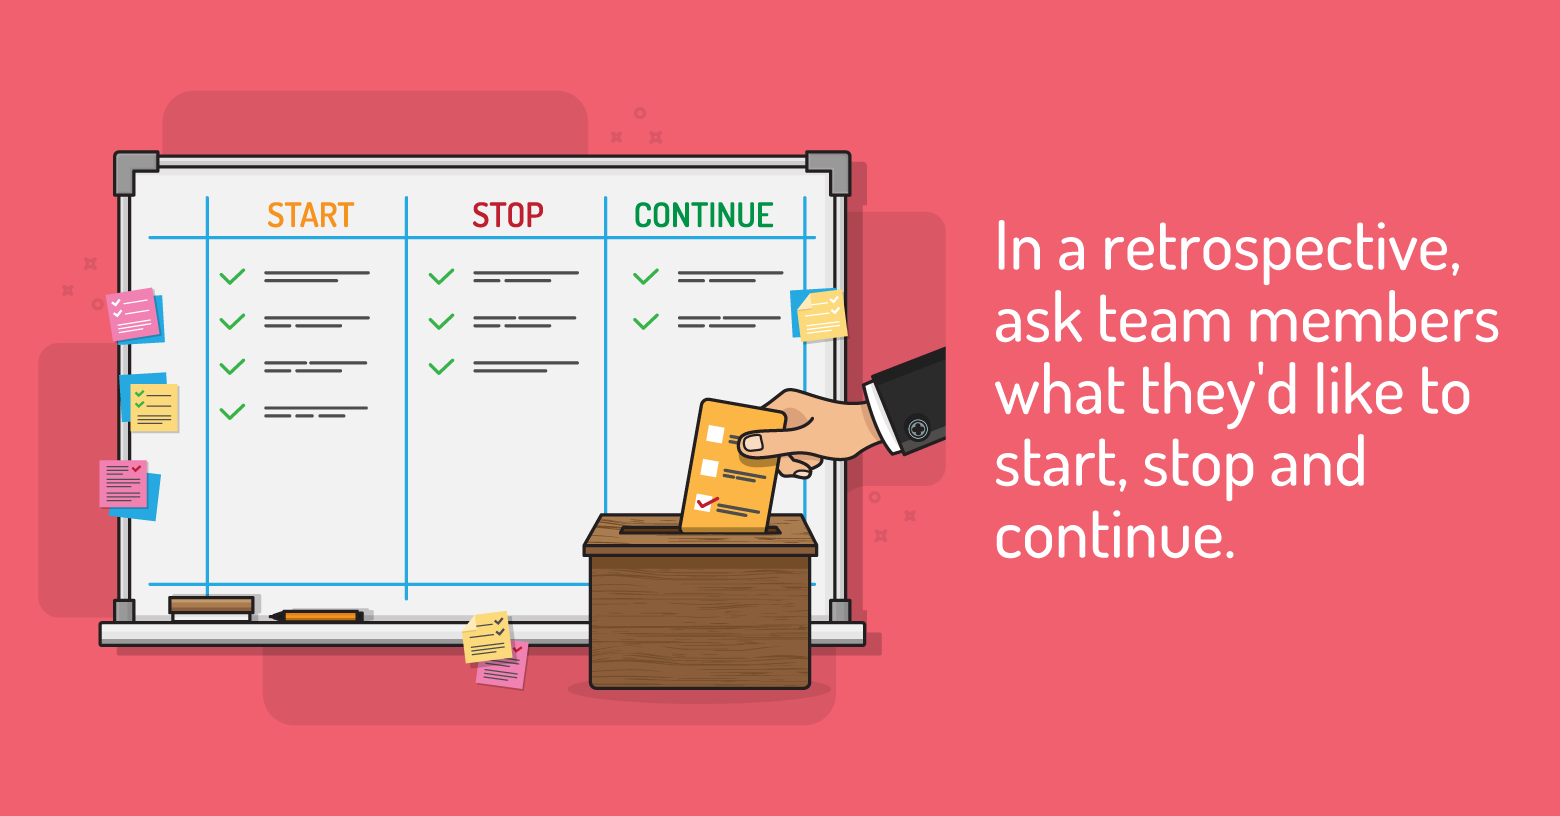 START STOP CONTINUE
In a retrospective,
ask team members
what they'd like to
start, stop and
continue.